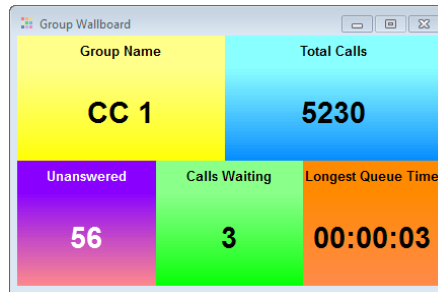 Group Wallboard
Group Name
Total Calls
CC 1
5230
Unanswered
Calls Waiting
Longest Queue Time
56
3
00:00:03